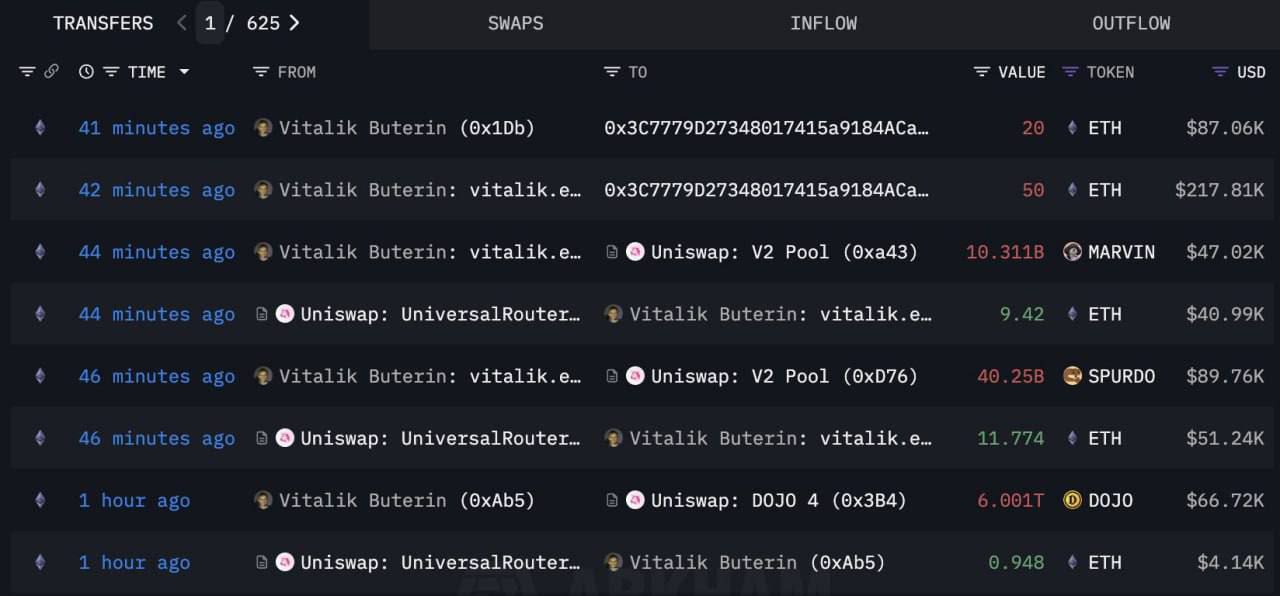 TRANSFERS 1 / 625 SWAPS INFLOW OUTFLOW
TIME FROM TO VALUE TOKEN USD
41 minutes ago Vitalik Buterin (0x1Db) 0x3C7779D27348017415a9184ACa… 20 ETH $87.06K
42 minutes ago Vitalik Buterin: vitalik.e… 0x3C7779D27348017415a9184ACa… 50 ETH $217.81K
44 minutes ago Vitalik Buterin: vitalik.e… Uniswap: V2 Pool (0xa43) 10.311B MARVIN $47.02K
44 minutes ago Uniswap: UniversalRouter… Vitalik Buterin: vitalik.e… 9.42 ETH $40.99K
46 minutes ago Vitalik Buterin: vitalik.e… Uniswap: V2 Pool (0xD76) 40.25B SPURDO $89.76K
46 minutes ago Uniswap: UniversalRouter… Vitalik Buterin: vitalik.e… 11.774 ETH $51.24K
1 hour ago Vitalik Buterin (0xAb5) Uniswap: DOJO 4 (0x3B4) 6.001T DOJO $66.72K
1 hour ago Uniswap: UniversalRouter… Vitalik Buterin (0xAb5) 0.948 ETH $4.14K
ARKHAM